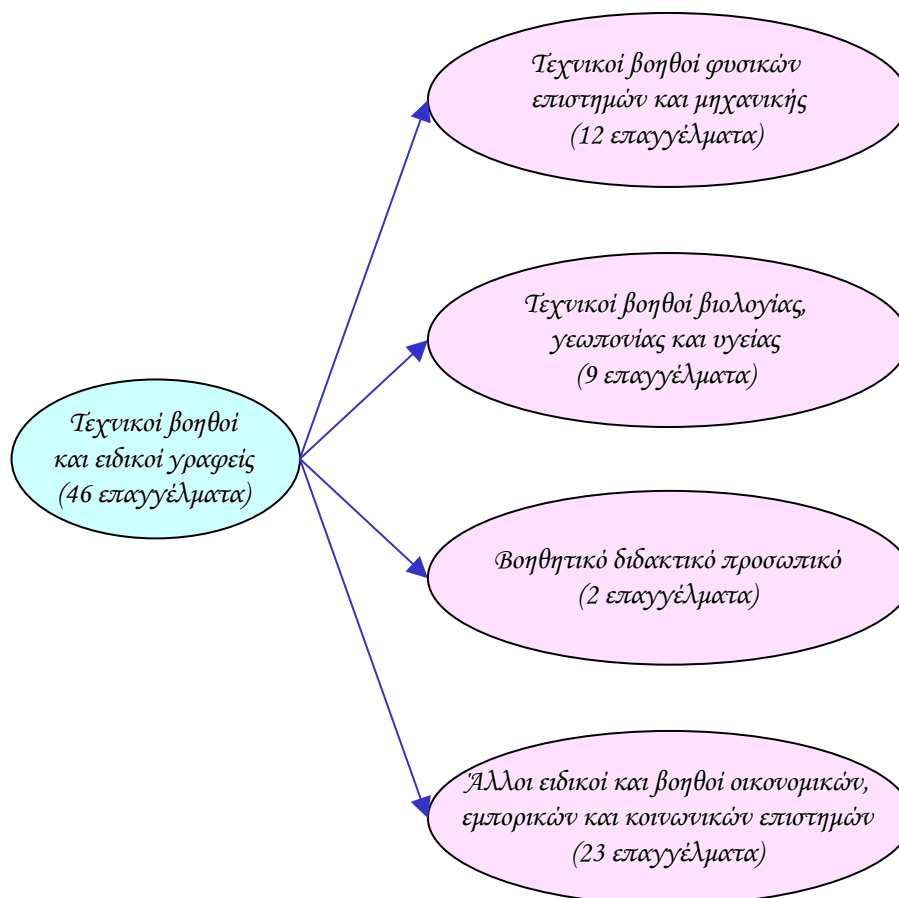 Τεχνικοί βοηθοί φυσικών
επιστημών και μηχανικής
(12 επαγγέλματα)
Τεχνικοί βοηθοί βιολογίας,
γεωπονίας και υγείας
(9 επαγγέλματα)
Τεχνικοί βοηθοί
και ειδικοί γραφείς
(46 επαγγέλματα)
Βοηθητικό διδακτικό προσωπικό
(2 επαγγέλματα)
Άλλοι ειδικοί και βοηθοί οικονομικών,
εμπορικών και κοινωνικών επιστημών
(23 επαγγέλματα)